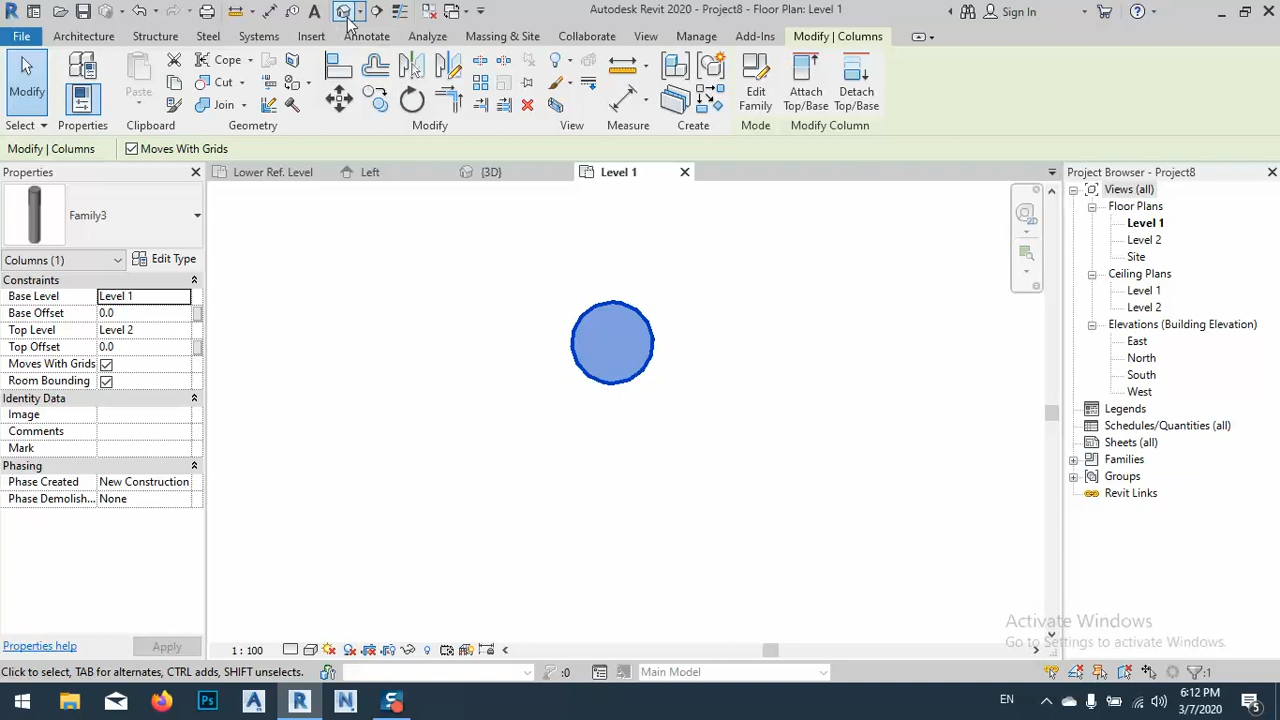 Autodesk Revit 2020 - Project8 - Floor Plan: Level 1
Sign In
File
Architecture
Structure
Steel
Systems
Insert
Annotate
Analyze
Massing & Site
Collaborate
View
Manage
Add-Ins
Modify | Columns
Modify
Paste
Cope
Cut
Join
Edit Family
Attach Top/Base
Detach Top/Base
Select
Properties
Clipboard
Geometry
Modify
View
Measure
Create
Mode
Modify Column
Modify | Columns
Moves With Grids
Properties
Lower Ref. Level
Left
{3D}
Level 1
Project Browser - Project8
Family3
Columns (1)
Edit Type
Constraints
Base Level Level 1
Base Offset 0.0
Top Level Level 2
Top Offset 0.0
Moves With Grids
Room Bounding
Identity Data
Image
Comments
Mark
Phasing
Phase Created New Construction
Phase Demolish... None
Properties help
Apply
2D
Views (all)
Floor Plans
Level 1
Level 2
Site
Ceiling Plans
Level 1
Level 2
Elevations (Building Elevation)
East
North
South
West
Legends
Schedules/Quantities (all)
Sheets (all)
Families
Groups
Revit Links
Activate Windows
Go to Settings to activate Windows.
1 : 100
Click to select, TAB for alternates, CTRL adds, SHIFT unselects.
:0
Main Model
:1
EN
6:12 PM
3/7/2020
5